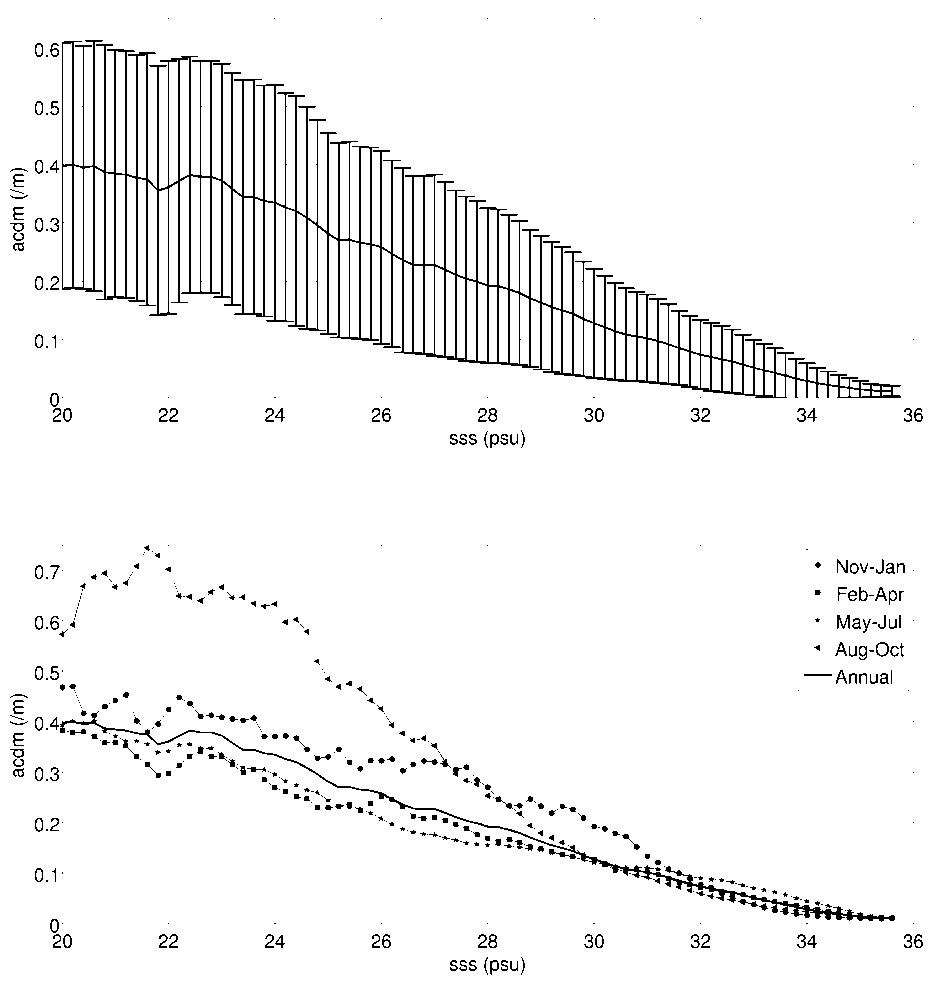 0.6
0.5
0.4
0.3
0.2
0.1
0
acdm (/m)
20 22 24 26 28 30 32 34 36
sss (psu)
0.7
0.6
0.5
0.4
0.3
0.2
0.1
0
acdm (/m)
Nov-Jan
Feb-Apr
May-Jul
Aug-Oct
Annual
20 22 24 26 28 30 32 34 36
sss (psu)